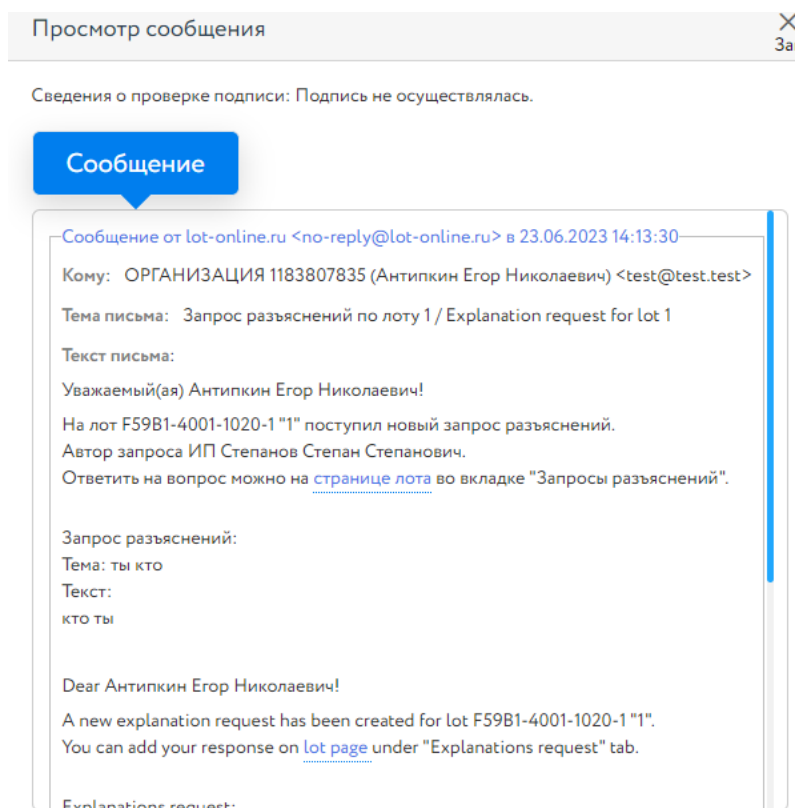 Просмотр сообщения
Сведения о проверке подписи: Подпись не осуществлялась.
Сообщение
Сообщение от lot-online.ru <no-reply@lot-online.ru> в 23.06.2023 14:13:30
Кому: ОРГАНИЗАЦИЯ 1183807835 (Антипкин Егор Николаевич) <test@test.test>
Тема письма: Запрос разъяснений по лоту 1 / Explanation request for lot 1
Текст письма:
Уважаемый(ая) Антипкин Егор Николаевич!
На лот F59B1-4001-1020-1 "1" поступил новый запрос разъяснений.
Автор запроса ИП Степанов Степан Степанович.
Ответить на вопрос можно на странице лота во вкладке "Запросы разъяснений".
Запрос разъяснений:
Тема: ты кто
Текст:
кто ты
Dear Антипкин Егор Николаевич!
A new explanation request has been created for lot F59B1-4001-1020-1 "1".
You can add your response on lot page under "Explanations request" tab.
Explanations request: